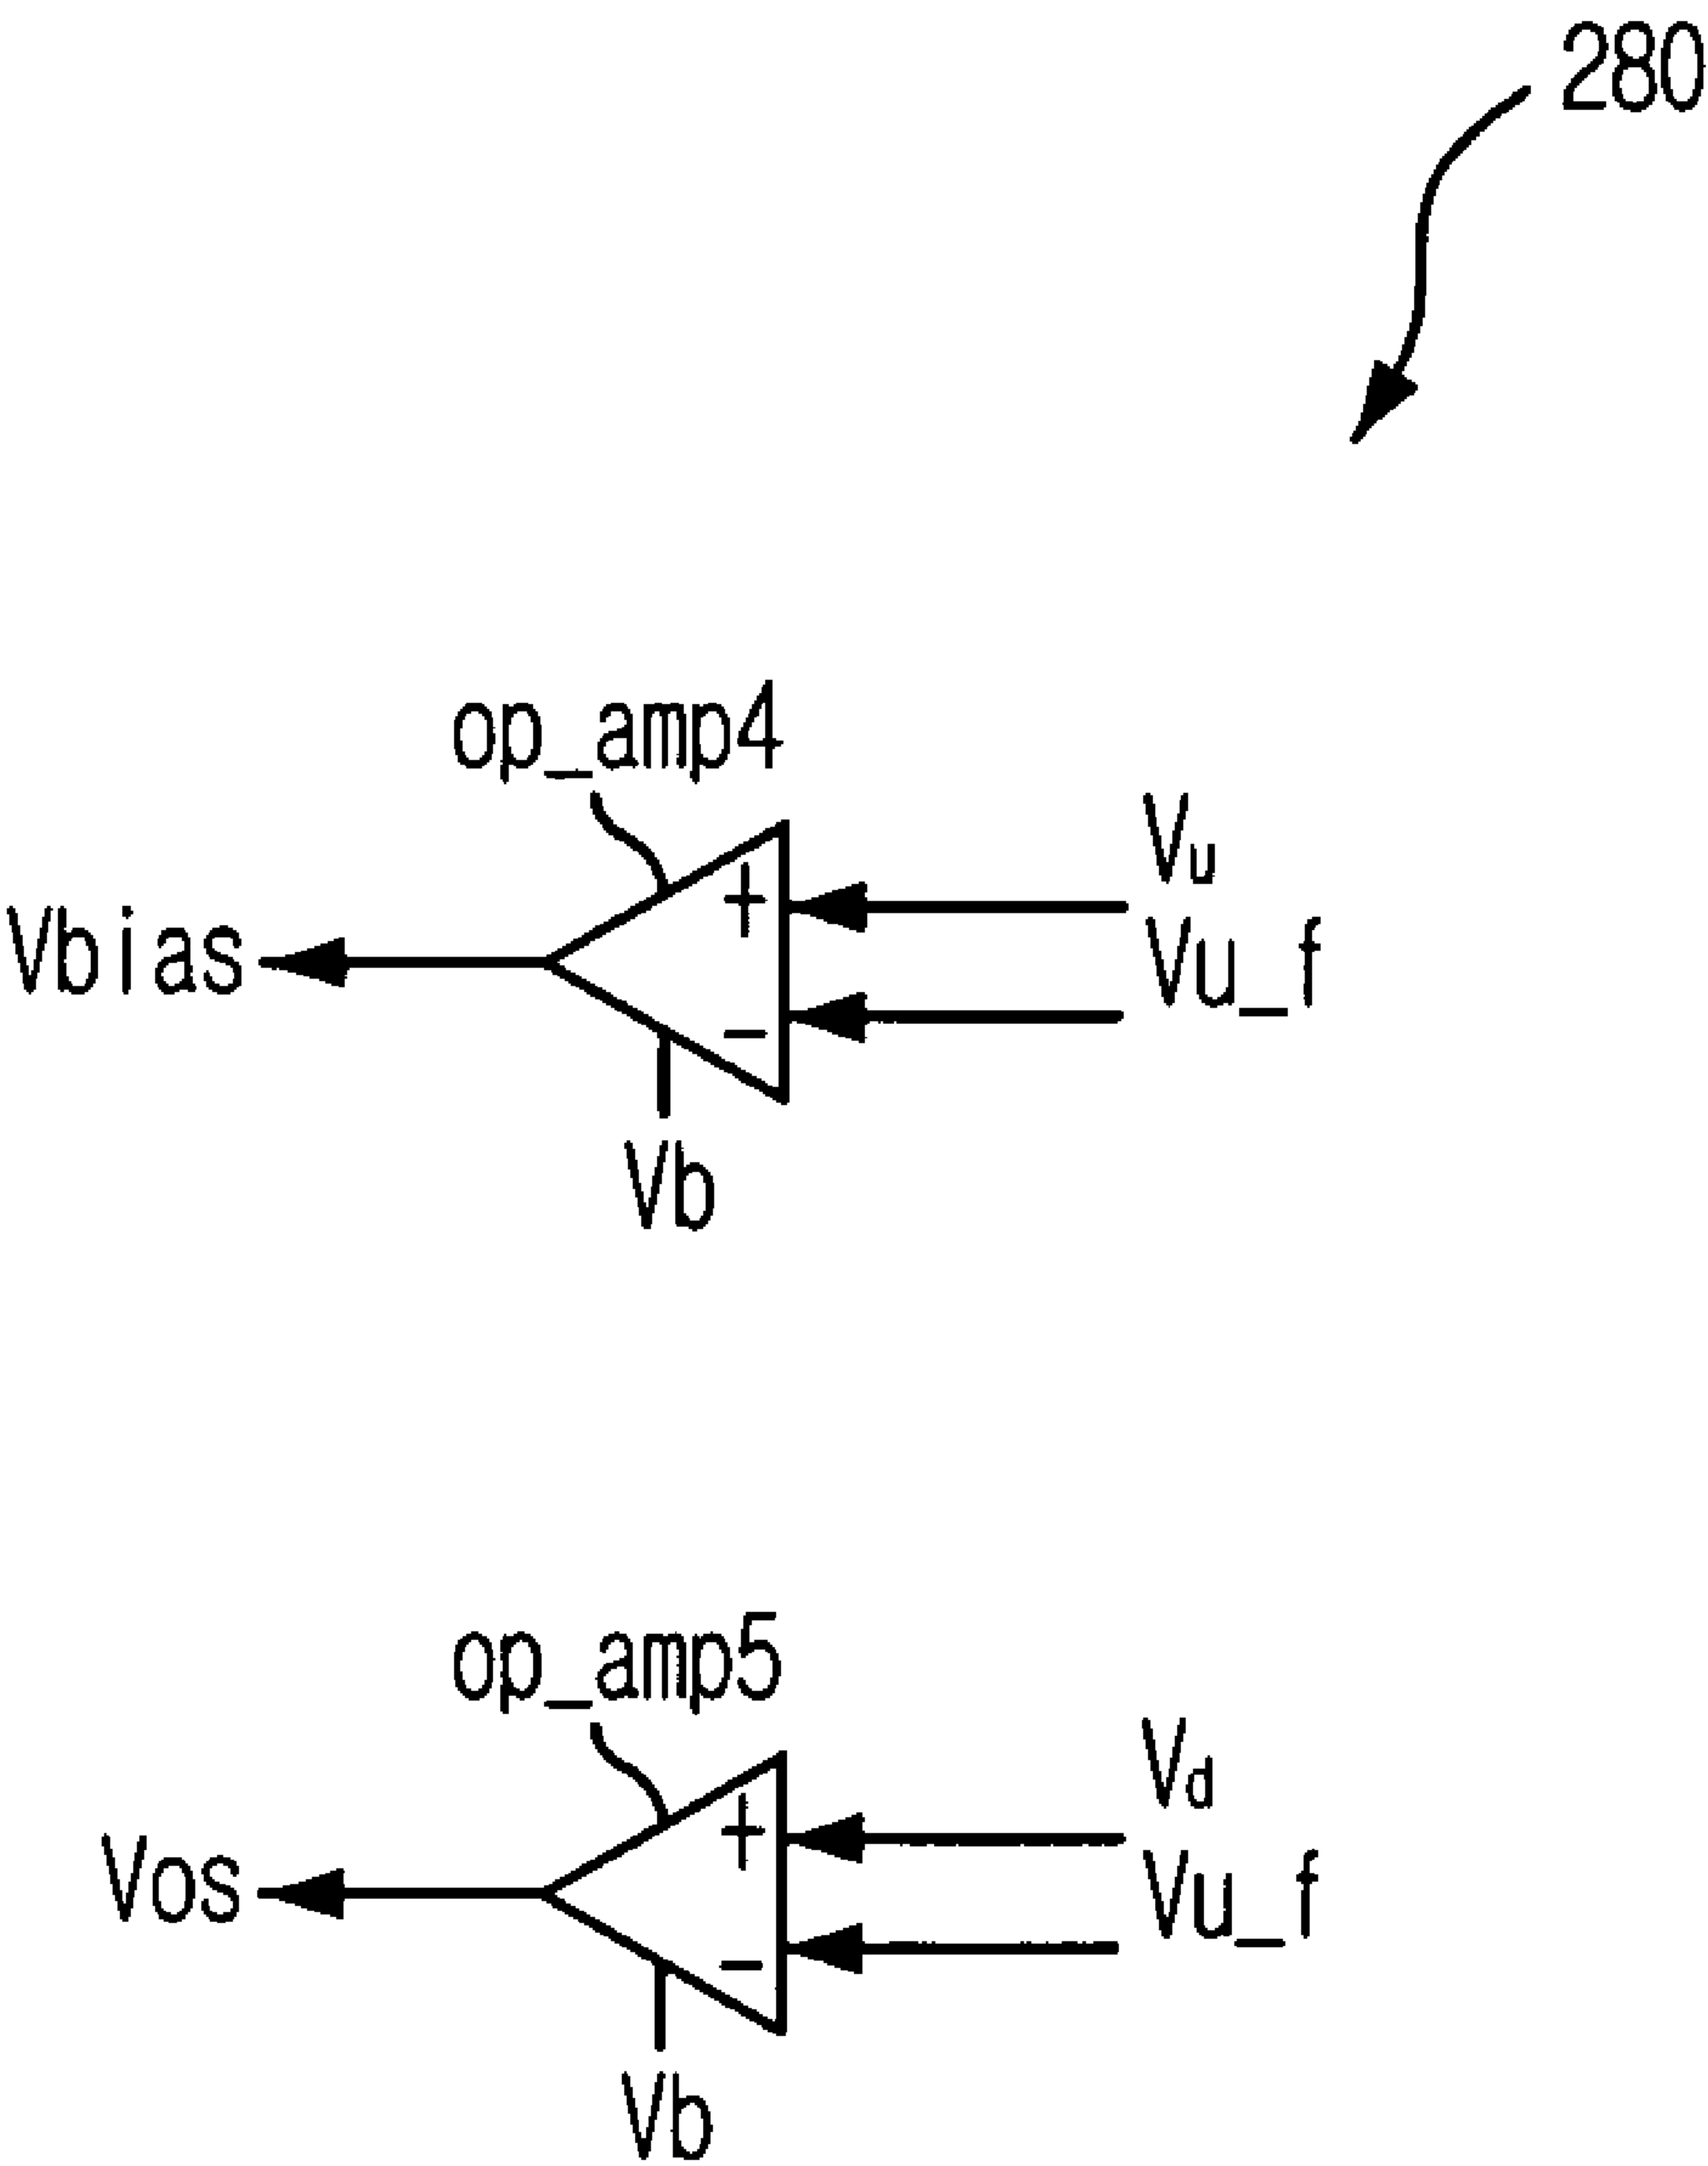 280
op_amp4
Vu
Vbias
+
Vu_f
-
Vb
op_amp5
Vd
Vos
+
Vu_f
-
Vb